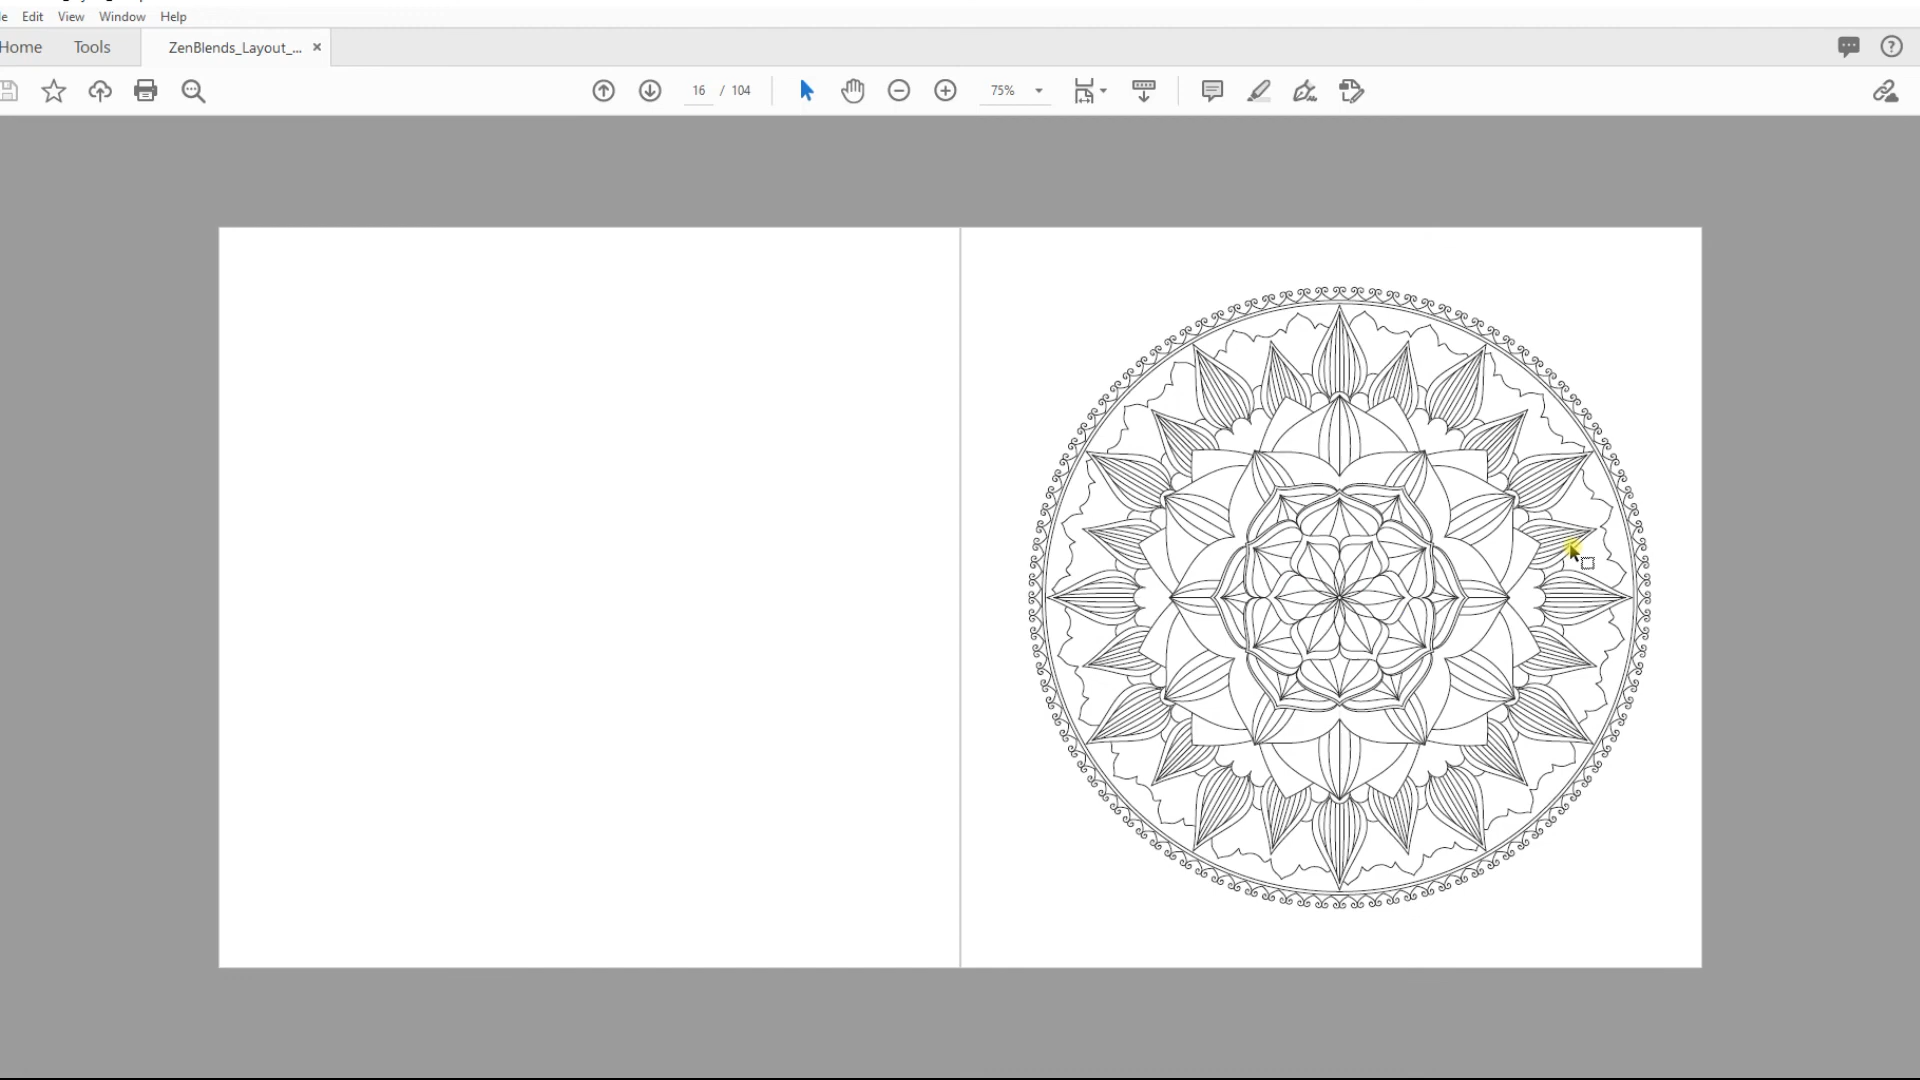 Edit View Window Help
Home Tools ZenBlends_Layout_... ×
16 / 104 75%